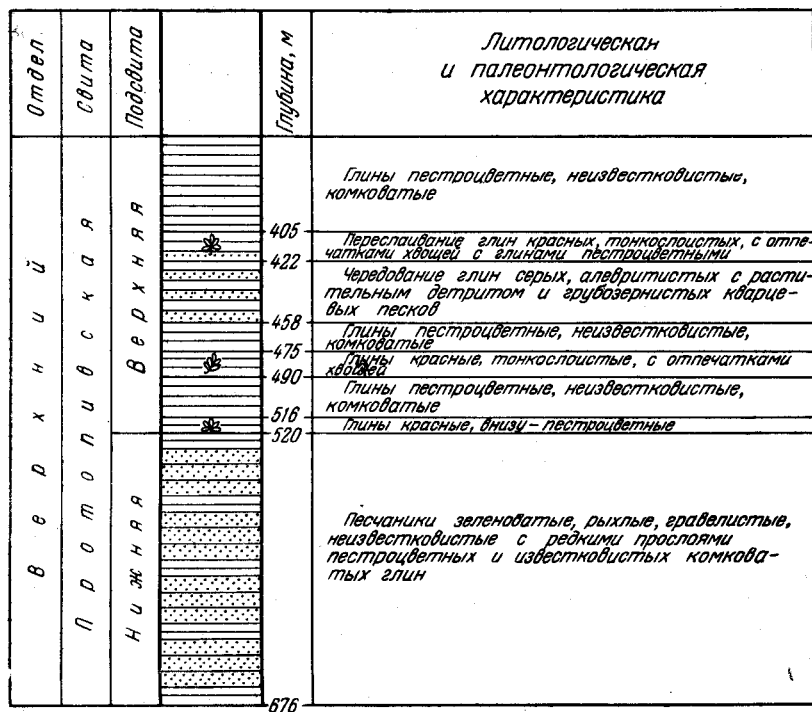 Отдел
Свита
Подсвита
Глубина, м
Литологическая
и палеонтологическая
характеристика
Верхний
Протопивская
Верхняя
Нижняя
Глины пестроцветные, неизвестковистые,
комковатые
405
Переслаивание глин красных, тонкослоистых, с отпе-
чатками хвощей с глинами пестроцветными
422
Чередование глин серых, алевритистых с расти-
тельным детритом и грубозернистых кварце-
вых песков
458
Глины пестроцветные, неизвестковистые,
комковатые
475
Глины красные, тонкослоистые, с отпечатками
хвощей
490
Глины пестроцветные, неизвестковистые,
комковатые
516
Глины красные, внизу-пестроцветные
520
Песчаники зеленоватые, рыхлые, гравелистые,
неизвестковистые с редкими прослоями
пестроцветных и известковистых комкова-
тых глин
676